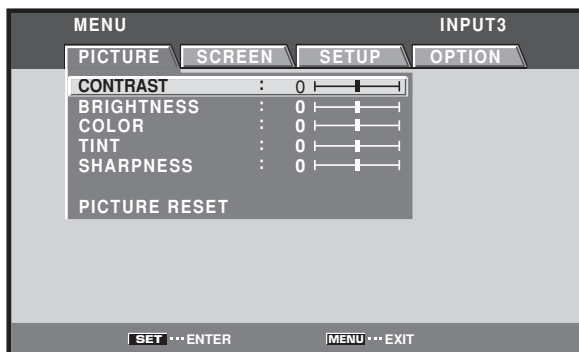 MENU INPUT3
PICTURE SCREEN SETUP OPTION
CONTRAST : 0
BRIGHTNESS : 0
COLOR : 0
TINT : 0
SHARPNESS : 0
PICTURE RESET
SET ··· ENTER MENU ··· EXIT